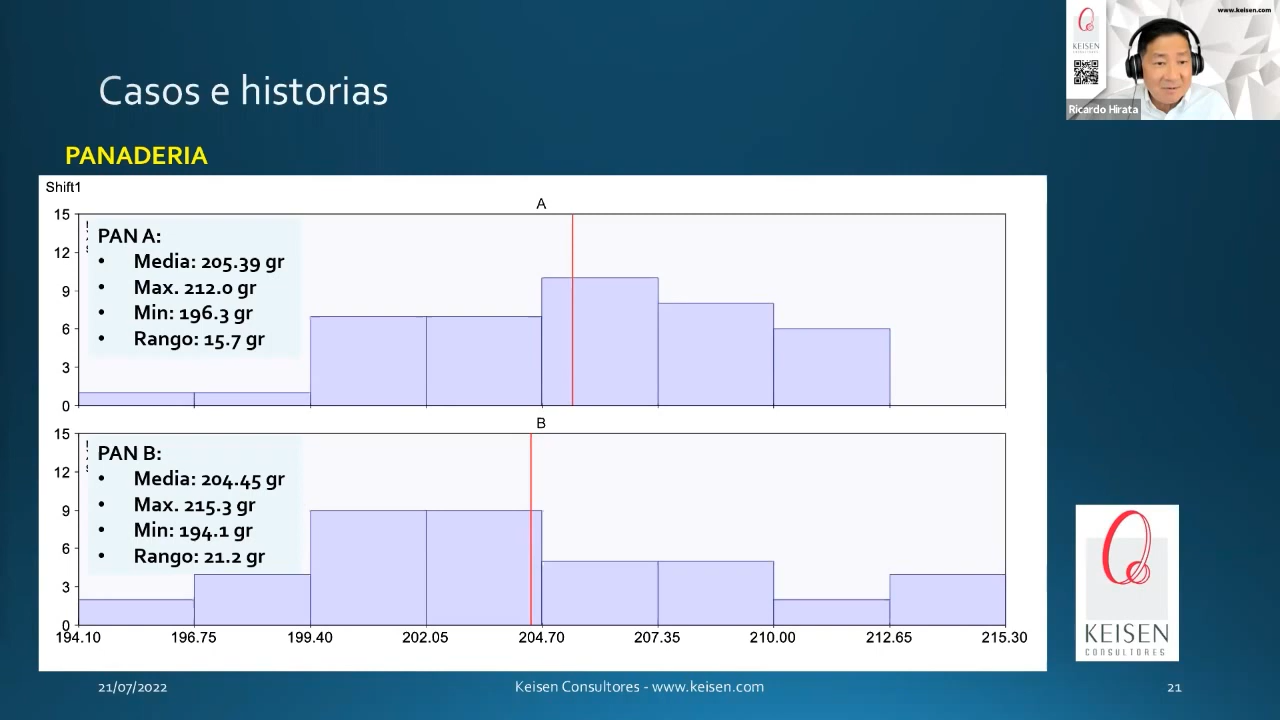 www.keisen.com
KEISEN
CONSULTORES
Ricardo Hirata
Casos e historias
PANADERIA
Shift1
A
15
12
9
6
3
0
PAN A:
• Media: 205.39 gr
• Max. 212.0 gr
• Min: 196.3 gr
• Rango: 15.7 gr
B
15
12
9
6
3
0
PAN B:
• Media: 204.45 gr
• Max. 215.3 gr
• Min: 194.1 gr
• Rango: 21.2 gr
194.10 196.75 199.40 202.05 204.70 207.35 210.00 212.65 215.30
KEISEN
CONSULTORES
21/07/2022 Keisen Consultores - www.keisen.com 21